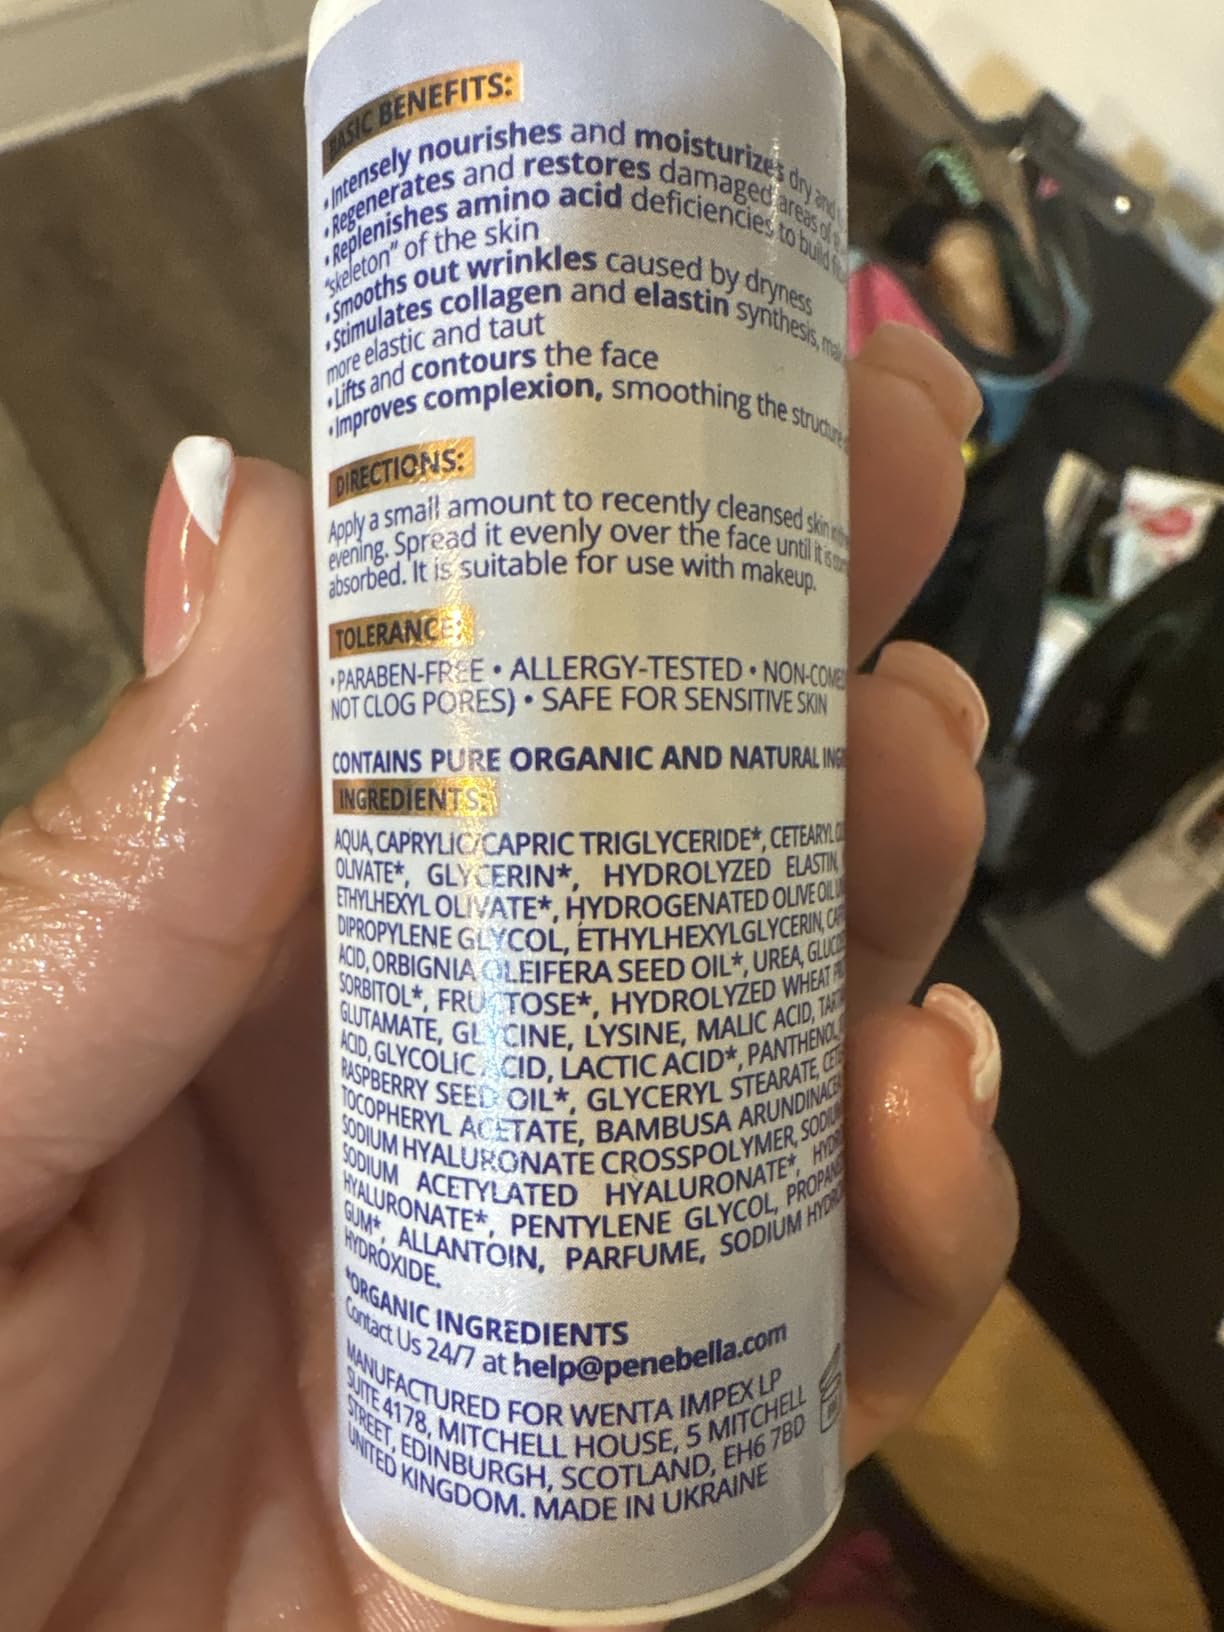 BASIC BENEFITS:
• Intensely nourishes and moisturizes dry and
• Regenerates and restores damaged areas of
• Replenishes amino acid deficiencies to build
“skeleton” of the skin
• Smooths out wrinkles caused by dryness
• Stimulates collagen and elastin synthesis,
more elastic and taut
• Lifts and contours the face
• Improves complexion, smoothing the structure
DIRECTIONS:
Apply a small amount to recently cleansed skin
evening. Spread it evenly over the face until it is
absorbed. It is suitable for use with makeup.
TOLERANCE:
• PARABEN-FREE • ALLERGY-TESTED •
NOT CLOG PORES) • SAFE FOR SENSITIVE SKIN
CONTAINS PURE ORGANIC AND NATURAL
INGREDIENTS:
AQUA, CAPRYLIC/CAPRIC TRIGLYCERIDE*, CETEARYL
OLIVATE*, GLYCERIN*, HYDROLYZED ELASTIN,
ETHYLHEXYL OLIVATE*, HYDROGENATED OLIVE OIL
DIPROPYLENE GLYCOL, ETHYLHEXYLGLYCERIN,
ACID, ORBIGNIA OLEIFERA SEED OIL*, UREA,
SORBITOL*, FRUCTOSE*, HYDROLYZED WHEAT
GLUTAMATE, GLYCINE, LYSINE, MALIC ACID,
ACID, GLYCOLIC ACID, LACTIC ACID*, PANTHENOL,
RASPBERRY SEED OIL*, GLYCERYL STEARATE,
TOCOPHERYL ACETATE, BAMBUSA ARUNDINACEA
SODIUM HYALURONATE CROSSPOLYMER, SODIUM
SODIUM ACETYLATED HYALURONATE*,
HYALURONATE*, PENTYLENE GLYCOL,
GUM*, ALLANTOIN, PARFUME, SODIUM
HYDROXIDE.
*ORGANIC INGREDIENTS
Contact Us 24/7 at help@penebella.com
MANUFACTURED FOR WENTA IMPEX LP
SUITE 4178, MITCHELL HOUSE, 5 MITCHELL
STREET, EDINBURGH, SCOTLAND, EH6 7BD
UNITED KINGDOM. MADE IN UKRAINE